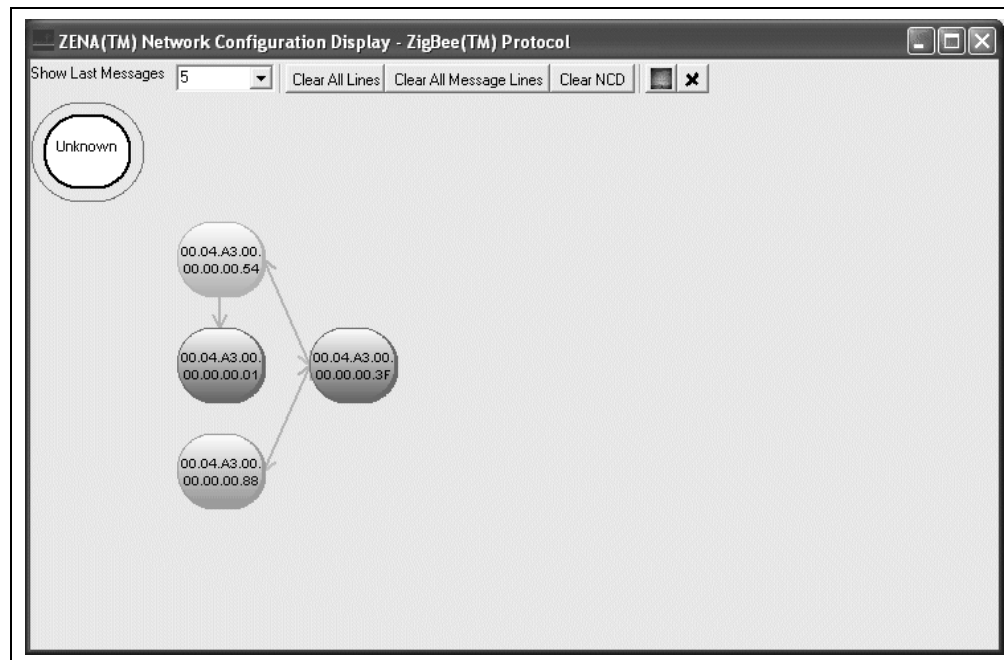 ZENA(TM) Network Configuration Display - ZigBee(TM) Protocol
Show Last Messages 5 Clear All Lines Clear All Message Lines Clear NCD
Unknown
00.04.A3.00.
00.00.00.54
00.04.A3.00.
00.00.00.01
00.04.A3.00.
00.00.00.3F
00.04.A3.00.
00.00.00.88